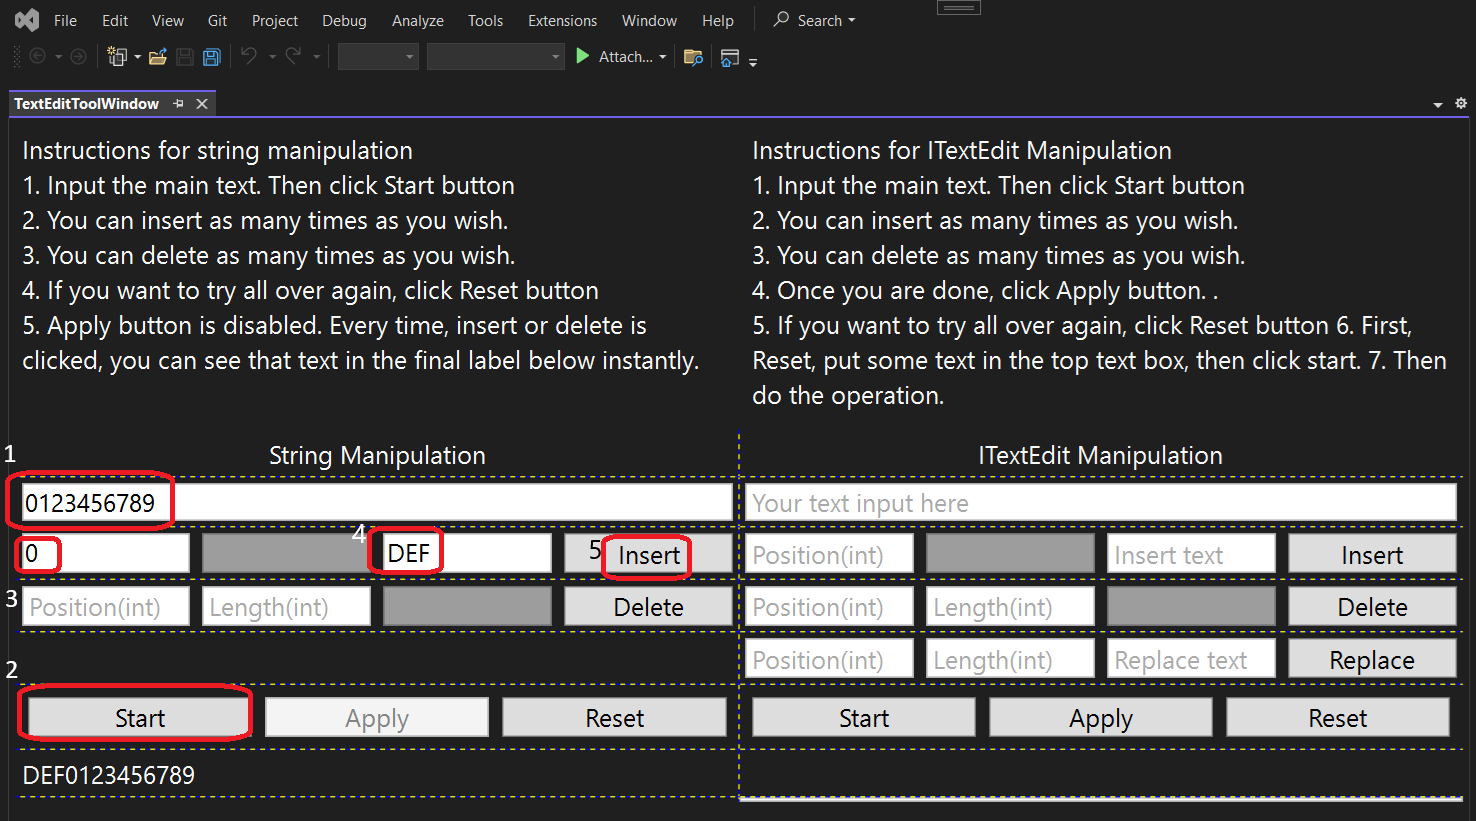 File Edit View Git Project Debug Analyze Tools Extensions Window Help Search
Attach...
TextEditToolWindow
Instructions for string manipulation
1. Input the main text. Then click Start button
2. You can insert as many times as you wish.
3. You can delete as many times as you wish.
4. If you want to try all over again, click Reset button
5. Apply button is disabled. Every time, insert or delete is
clicked, you can see that text in the final label below instantly.
Instructions for ITextEdit Manipulation
1. Input the main text. Then click Start button
2. You can insert as many times as you wish.
3. You can delete as many times as you wish.
4. Once you are done, click Apply button. .
5. If you want to try all over again, click Reset button 6. First,
Reset, put some text in the top text box, then click start. 7. Then
do the operation.
1
String Manipulation
0123456789
0 4 DEF 5 Insert
3 Position(int) Length(int) Delete
2
Start Apply Reset
DEF0123456789
ITextEdit Manipulation
Your text input here
Position(int) Insert text Insert
Position(int) Length(int) Delete
Position(int) Length(int) Replace text Replace
Start Apply Reset